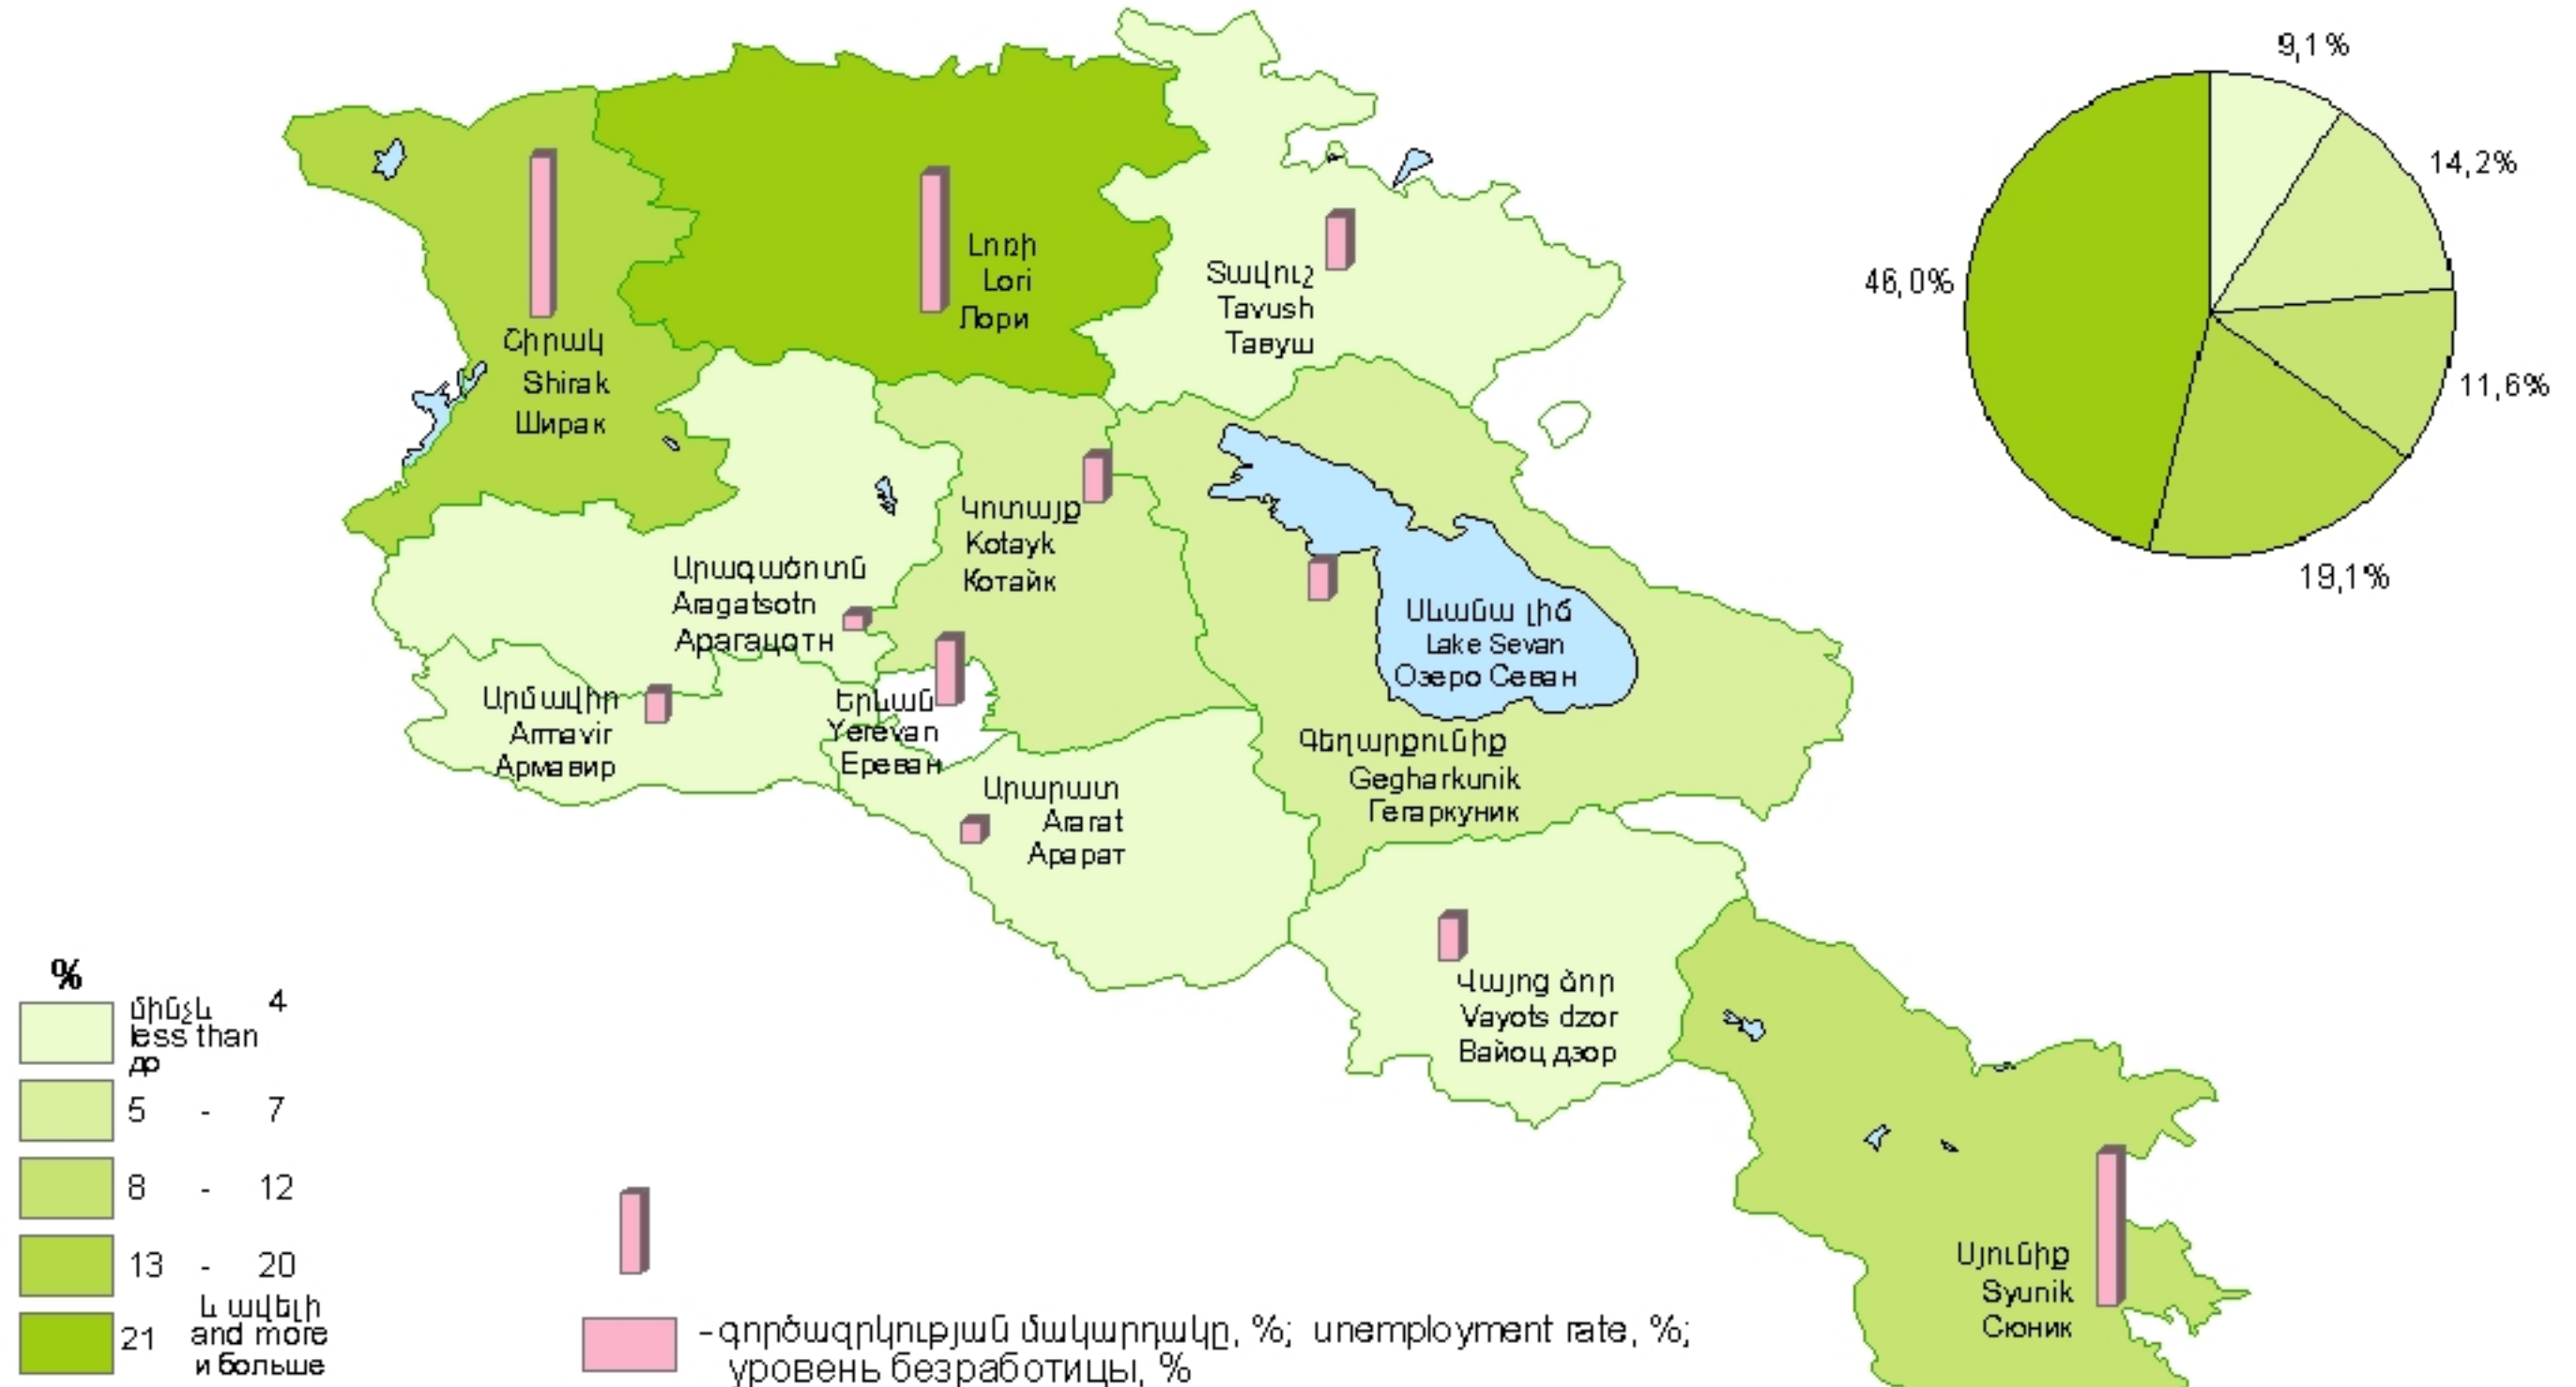 9,1%
14,2%
46,0%
11,6%
19,1%
Լոռի
Lori
Лори
Տավուշ
Tavush
Тавуш
Շիրակ
Shirak
Ширак
Կոտայք
Kotayk
Котайк
Արագածոտն
Aragatsotn
Арагацотн
Սևանա լիճ
Lake Sevan
Озеро Севан
Արմավիր
Armavir
Армавир
Երևան
Yerevan
Ереван
Գեղարքունիք
Gegharkunik
Гегаркуник
Արարատ
Ararat
Арарат
Վայոց ձոր
Vayots dzor
Вайоц дзор
Սյունիք
Syunik
Сюник
%
մինչև 4
less than
до
5 - 7
8 - 12
13 - 20
և ավելի
21 and more
и больше
- գործազրկության մակարդակը, %; unemployment rate, %;
уровень безработицы, %